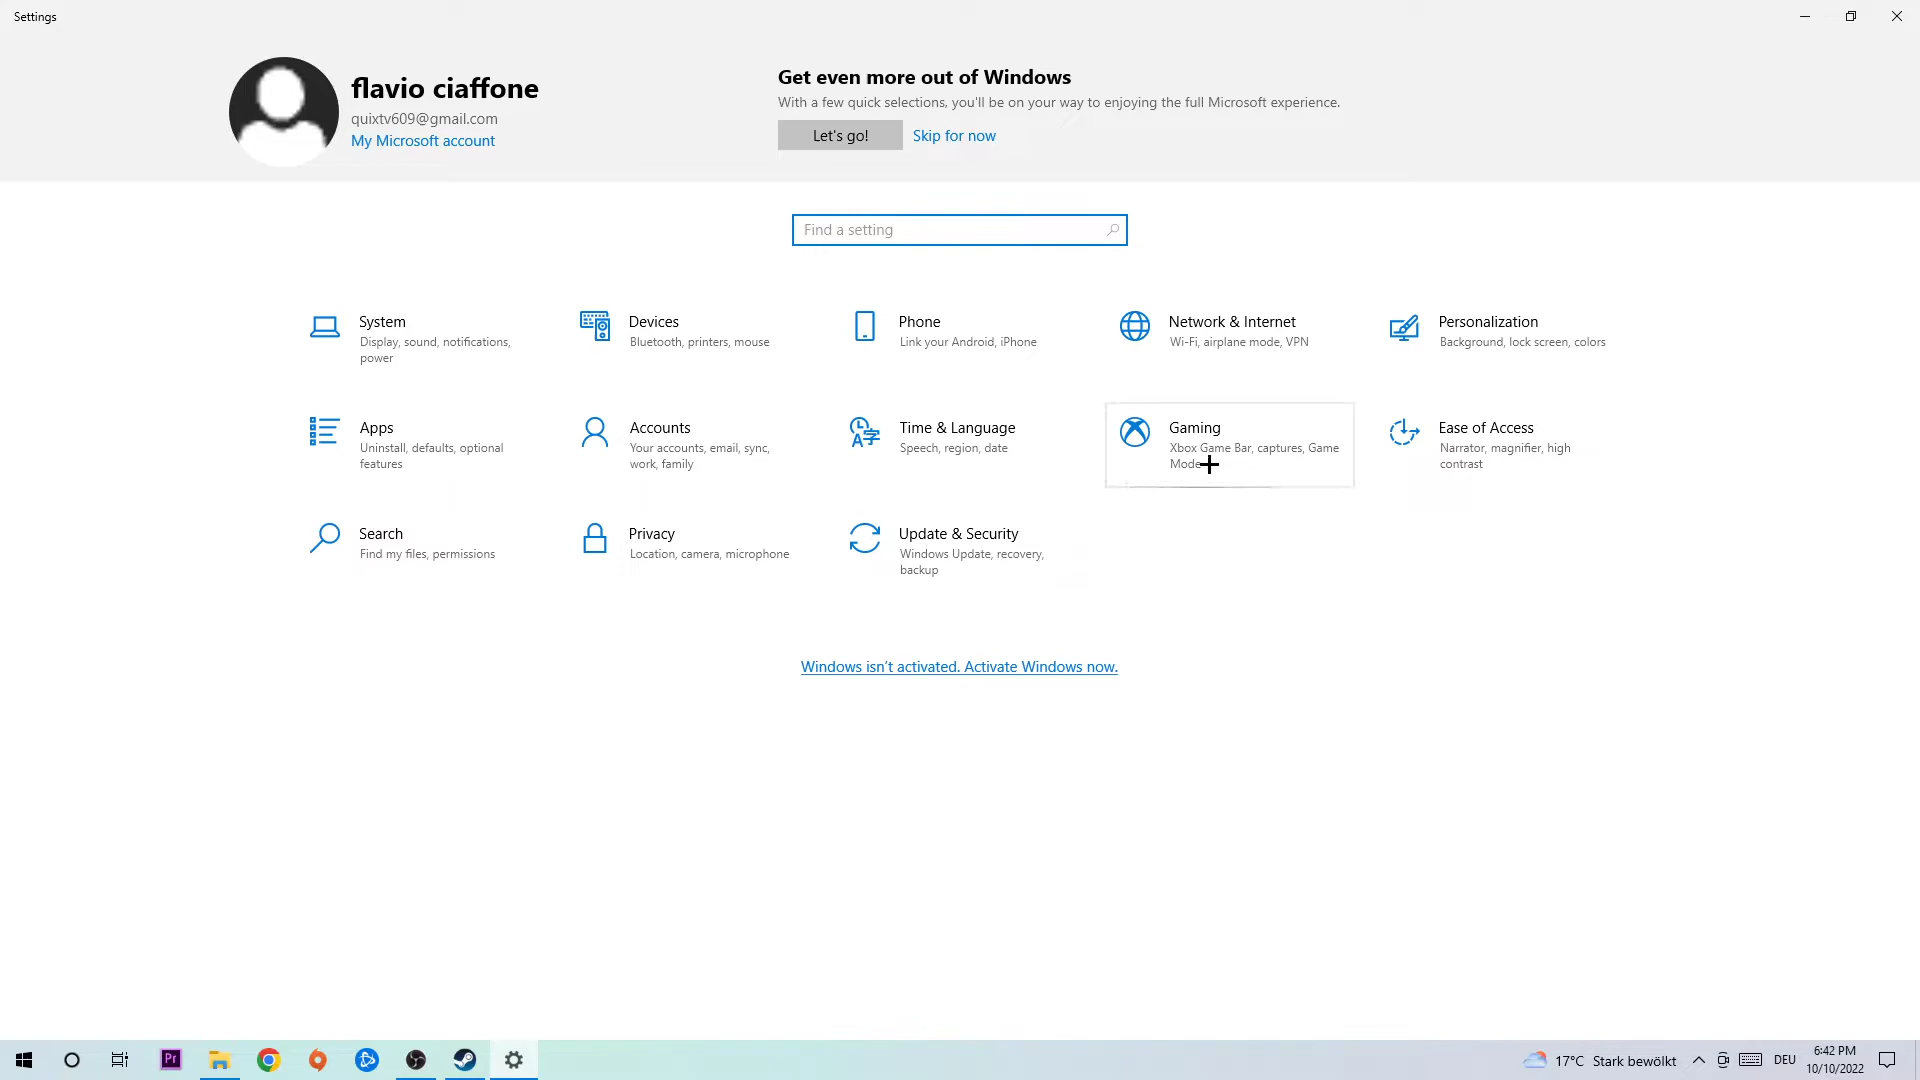 Settings
flavio ciaffone
quixtv609@gmail.com
My Microsoft account
Get even more out of Windows
With a few quick selections, you'll be on your way to enjoying the full Microsoft experience.
Let's go!
Skip for now
Find a setting
System
Display, sound, notifications,
power
Devices
Bluetooth, printers, mouse
Phone
Link your Android, iPhone
Network & Internet
Wi-Fi, airplane mode, VPN
Personalization
Background, lock screen, colors
Apps
Uninstall, defaults, optional
features
Accounts
Your accounts, email, sync,
work, family
Time & Language
Speech, region, date
Gaming
Xbox Game Bar, captures, Game
Mode
Ease of Access
Narrator, magnifier, high
contrast
Search
Find my files, permissions
Privacy
Location, camera, microphone
Update & Security
Windows Update, recovery,
backup
Windows isn't activated. Activate Windows now.
Pr
17°C Stark bewölkt
DEU
6:42 PM
10/10/2022